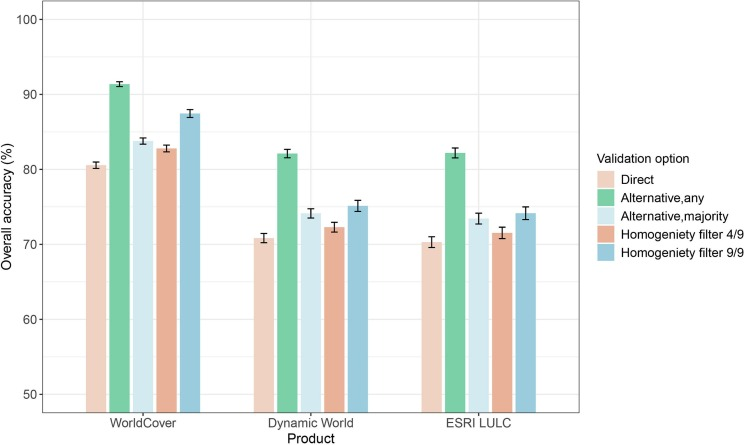 100
90
80
70
60
50
Overall accuracy (%)
WorldCover
Dynamic World
ESRI LULC
Product
Validation option
Direct
Alternative,any
Alternative,majority
Homogeniety filter 4/9
Homogeniety filter 9/9